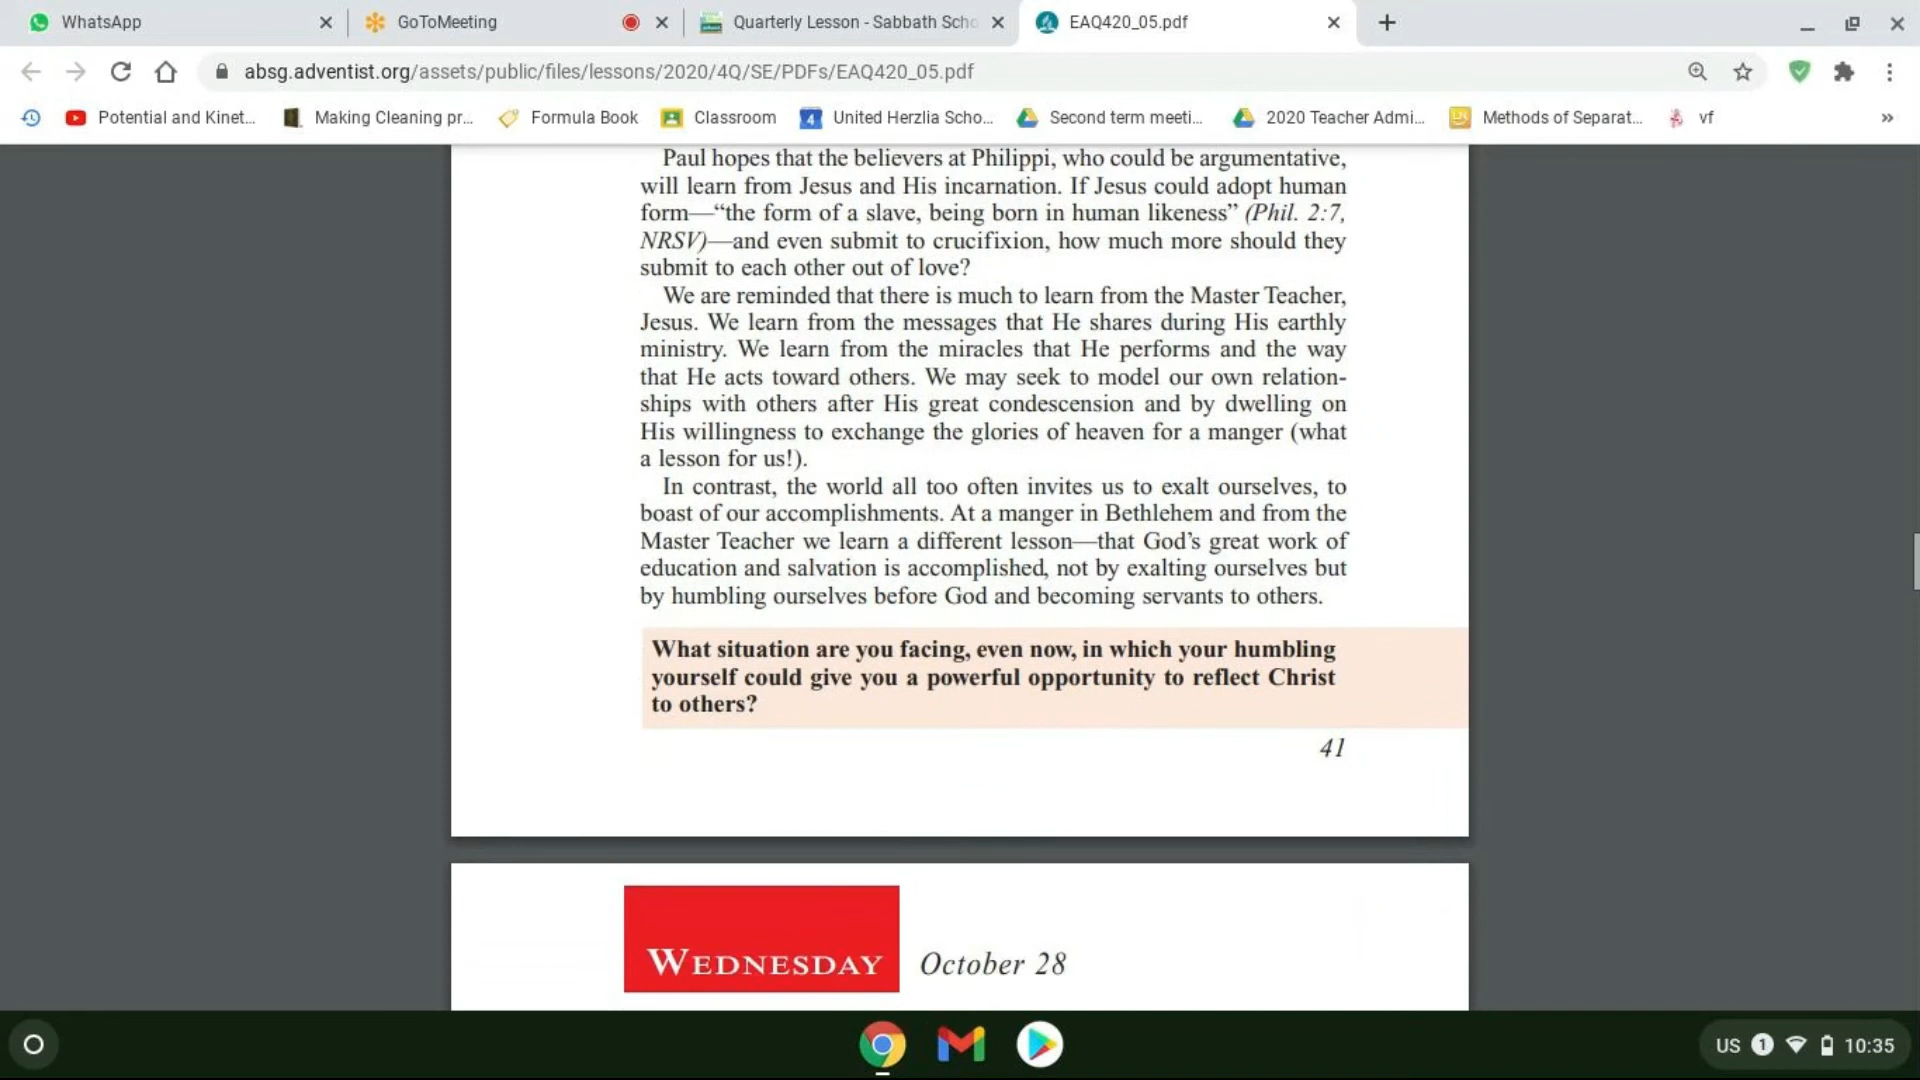 WhatsApp
GoToMeeting
Quarterly Lesson - Sabbath Scho
EAQ420_05.pdf
absg.adventist.org/assets/public/files/lessons/2020/4Q/SE/PDFs/EAQ420_05.pdf
Potential and Kinet...
Making Cleaning pr...
Formula Book
Classroom
4
United Herzlia Scho...
Second term meeti...
2020 Teacher Admi...
Methods of Separat...
vf
»
Paul hopes that the believers at Philippi, who could be argumentative,
will learn from Jesus and His incarnation. If Jesus could adopt human
form—“the form of a slave, being born in human likeness” (Phil. 2:7,
NRSV)—and even submit to crucifixion, how much more should they
submit to each other out of love?
We are reminded that there is much to learn from the Master Teacher,
Jesus. We learn from the messages that He shares during His earthly
ministry. We learn from the miracles that He performs and the way
that He acts toward others. We may seek to model our own relation-
ships with others after His great condescension and by dwelling on
His willingness to exchange the glories of heaven for a manger (what
a lesson for us!).
In contrast, the world all too often invites us to exalt ourselves, to
boast of our accomplishments. At a manger in Bethlehem and from the
Master Teacher we learn a different lesson—that God’s great work of
education and salvation is accomplished, not by exalting ourselves but
by humbling ourselves before God and becoming servants to others.
What situation are you facing, even now, in which your humbling
yourself could give you a powerful opportunity to reflect Christ
to others?
41
WEDNESDAY
October 28
US 1 10:35